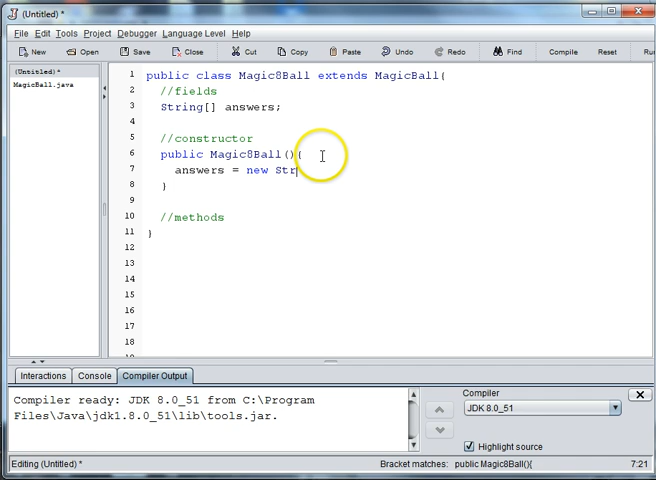 (Untitled) *
File Edit Tools Project Debugger Language Level Help
New Open Save Close Cut Copy Paste Undo Redo Find Compile Reset Ru
(Untitled) *
MagicBall.java
1 public class Magic8Ball extends MagicBall{
2 //fields
3 String[] answers;
4
5 //constructor
6 public Magic8Ball(){
7 answers = new Str
8 }
9
10 //methods
11 }
12
13
14
15
16
17
18
Interactions Console Compiler Output
Compiler ready: JDK 8.0_51 from C:\Program
Files\Java\jdk1.8.0_51\lib\tools.jar.
Compiler
JDK 8.0_51
Highlight source
Editing (Untitled) * Bracket matches: public Magic8Ball(){ 7:21